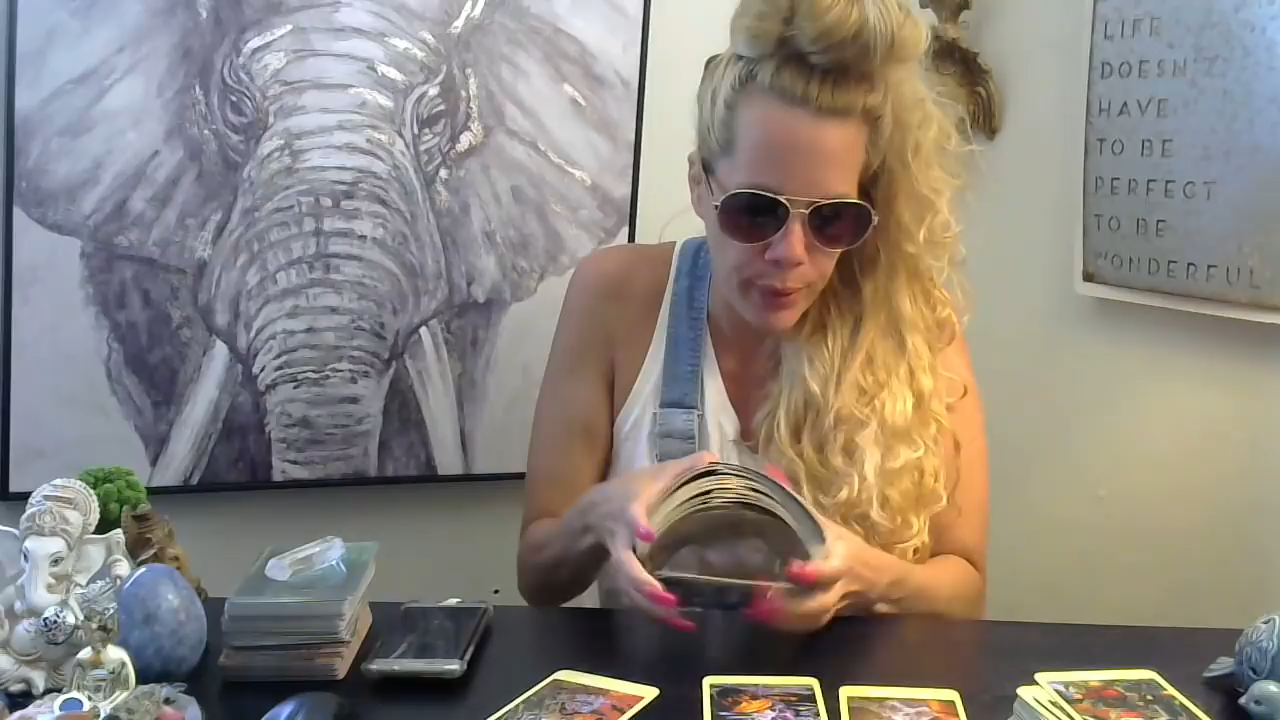 LIFE
DOESN'T
HAVE
TO BE
PERFECT
TO BE
WONDERFUL